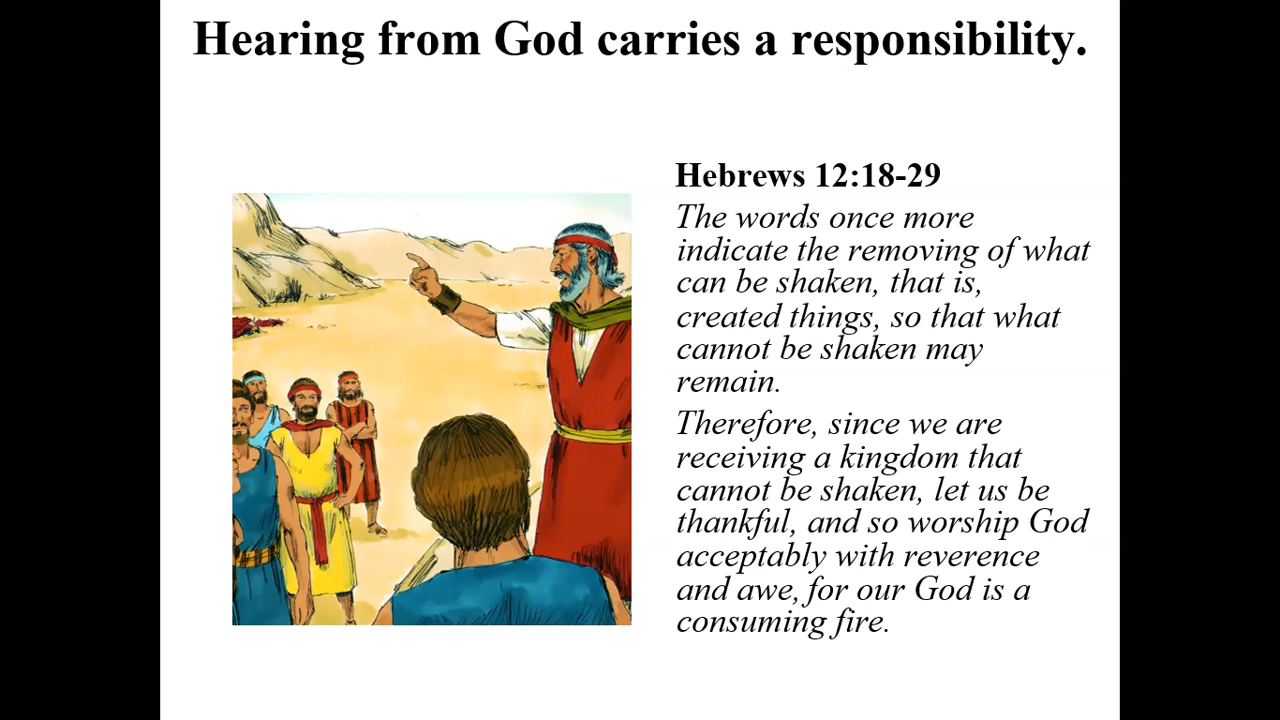 Hearing from God carries a responsibility.
Hebrews 12:18-29
The words once more
indicate the removing of what
can be shaken, that is,
created things, so that what
cannot be shaken may
remain.
Therefore, since we are
receiving a kingdom that
cannot be shaken, let us be
thankful, and so worship God
acceptably with reverence
and awe, for our God is a
consuming fire.